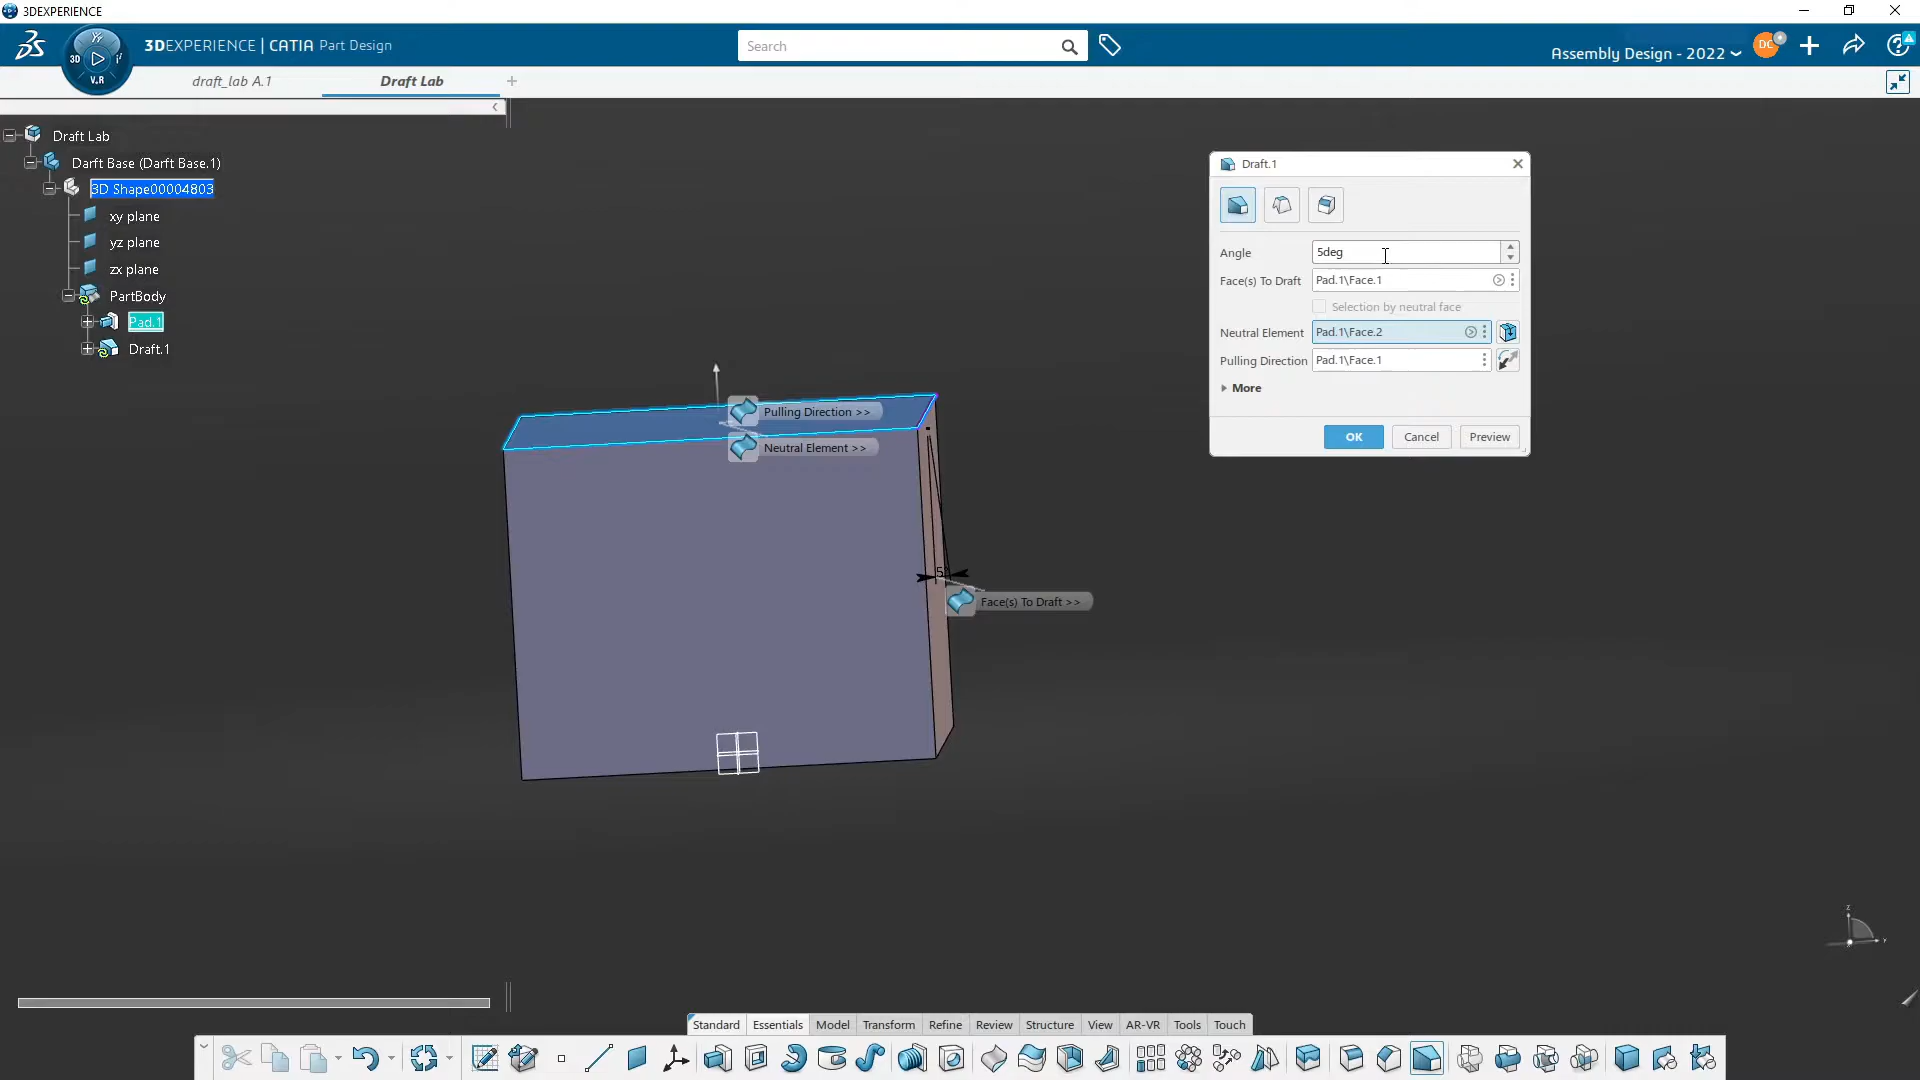 3DEXPERIENCE
3DEXPERIENCE | CATIA Part Design
3D
V.R
Search
Assembly Design - 2022
DC
draft_lab A.1
Draft Lab
Draft Lab
Darft Base (Darft Base.1)
3D Shape00004803
xy plane
yz plane
zx plane
PartBody
Pad.1
Draft.1
Draft.1
Angle
5deg
Face(s) To Draft
Pad.1\Face.1
Selection by neutral face
Neutral Element
Pad.1\Face.2
Pulling Direction
Pad.1\Face.1
More
OK
Cancel
Preview
Pulling Direction >>
Neutral Element >>
5
Face(s) To Draft >>
Standard
Essentials
Model
Transform
Refine
Review
Structure
View
AR-VR
Tools
Touch